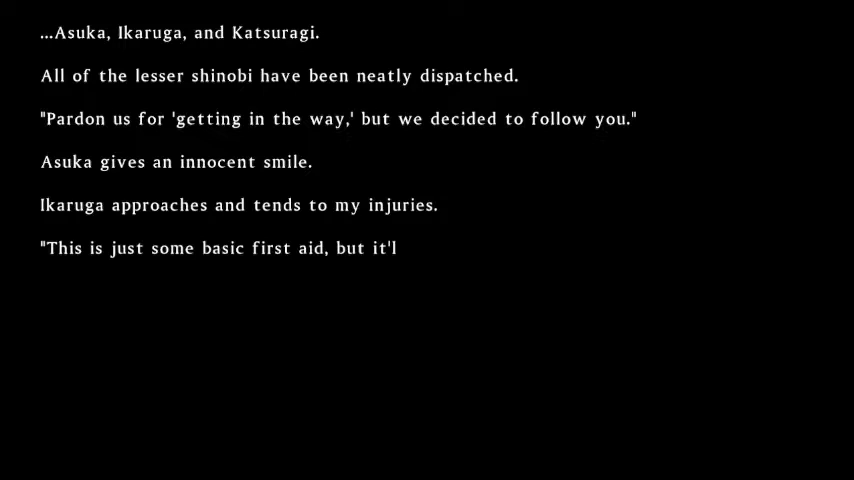 ...Asuka, Ikaruga, and Katsuragi.
All of the lesser shinobi have been neatly dispatched.
"Pardon us for 'getting in the way,' but we decided to follow you."
Asuka gives an innocent smile.
Ikaruga approaches and tends to my injuries.
"This is just some basic first aid, but it'l